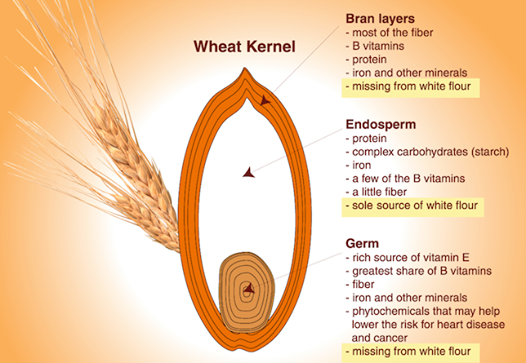 Wheat Kernel
Bran layers
- most of the fiber
- B vitamins
- protein
- iron and other minerals
- missing from white flour
Endosperm
- protein
- complex carbohydrates (starch)
- iron
- a few of the B vitamins
- a little fiber
- sole source of white flour
Germ
- rich source of vitamin E
- greatest share of B vitamins
- fiber
- iron and other minerals
- phytochemicals that may help
lower the risk for heart disease
and cancer
- missing from white flour